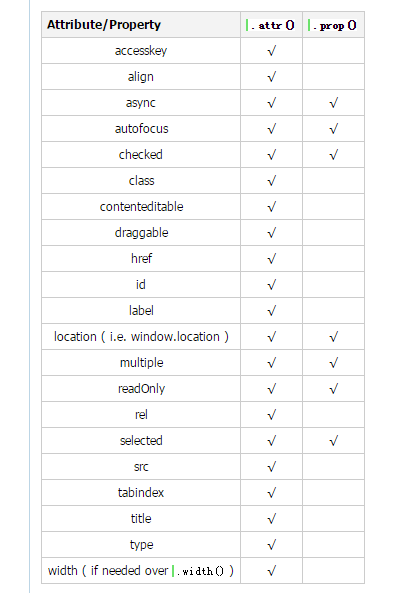 Attribute/Property .attr() .prop()
accesskey √
align √
async √ √
autofocus √ √
checked √ √
class √
contenteditable √
draggable √
href √
id √
label √
location ( i.e. window.location ) √ √
multiple √ √
readOnly √ √
rel √
selected √ √
src √
tabindex √
title √
type √
width ( if needed over .width() ) √